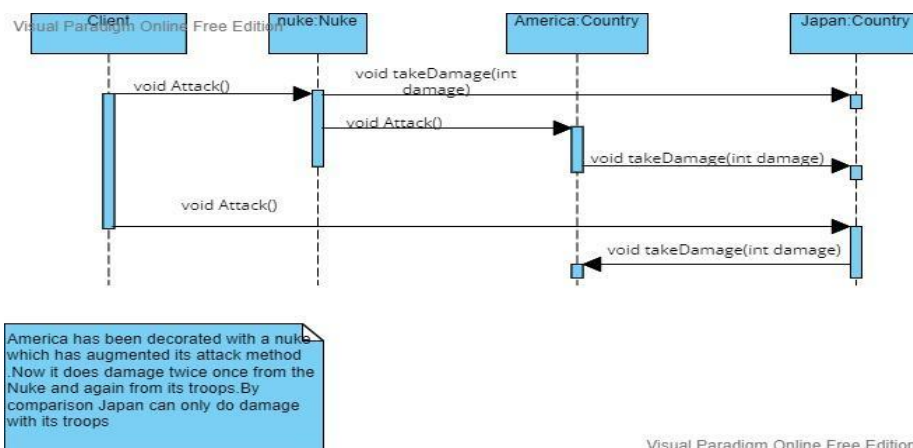 Visual Paradigm Online Free Edition
Client
nuke:Nuke
America:Country
Japan:Country
void Attack()
void takeDamage(int
damage)
void Attack()
void takeDamage(int damage)
void Attack()
void takeDamage(int damage)
America has been decorated with a nuke
which has augmented its attack method
.Now it does damage twice once from the
Nuke and again from its troops.By
comparison Japan can only do damage
with its troops
Visual Paradigm Online Free Edition